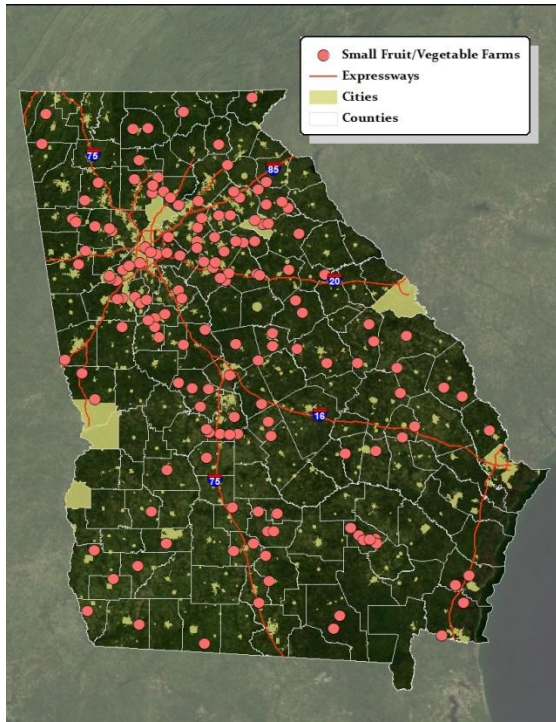 Small Fruit/Vegetable Farms
Expressways
Cities
Counties
75
85
20
16
75